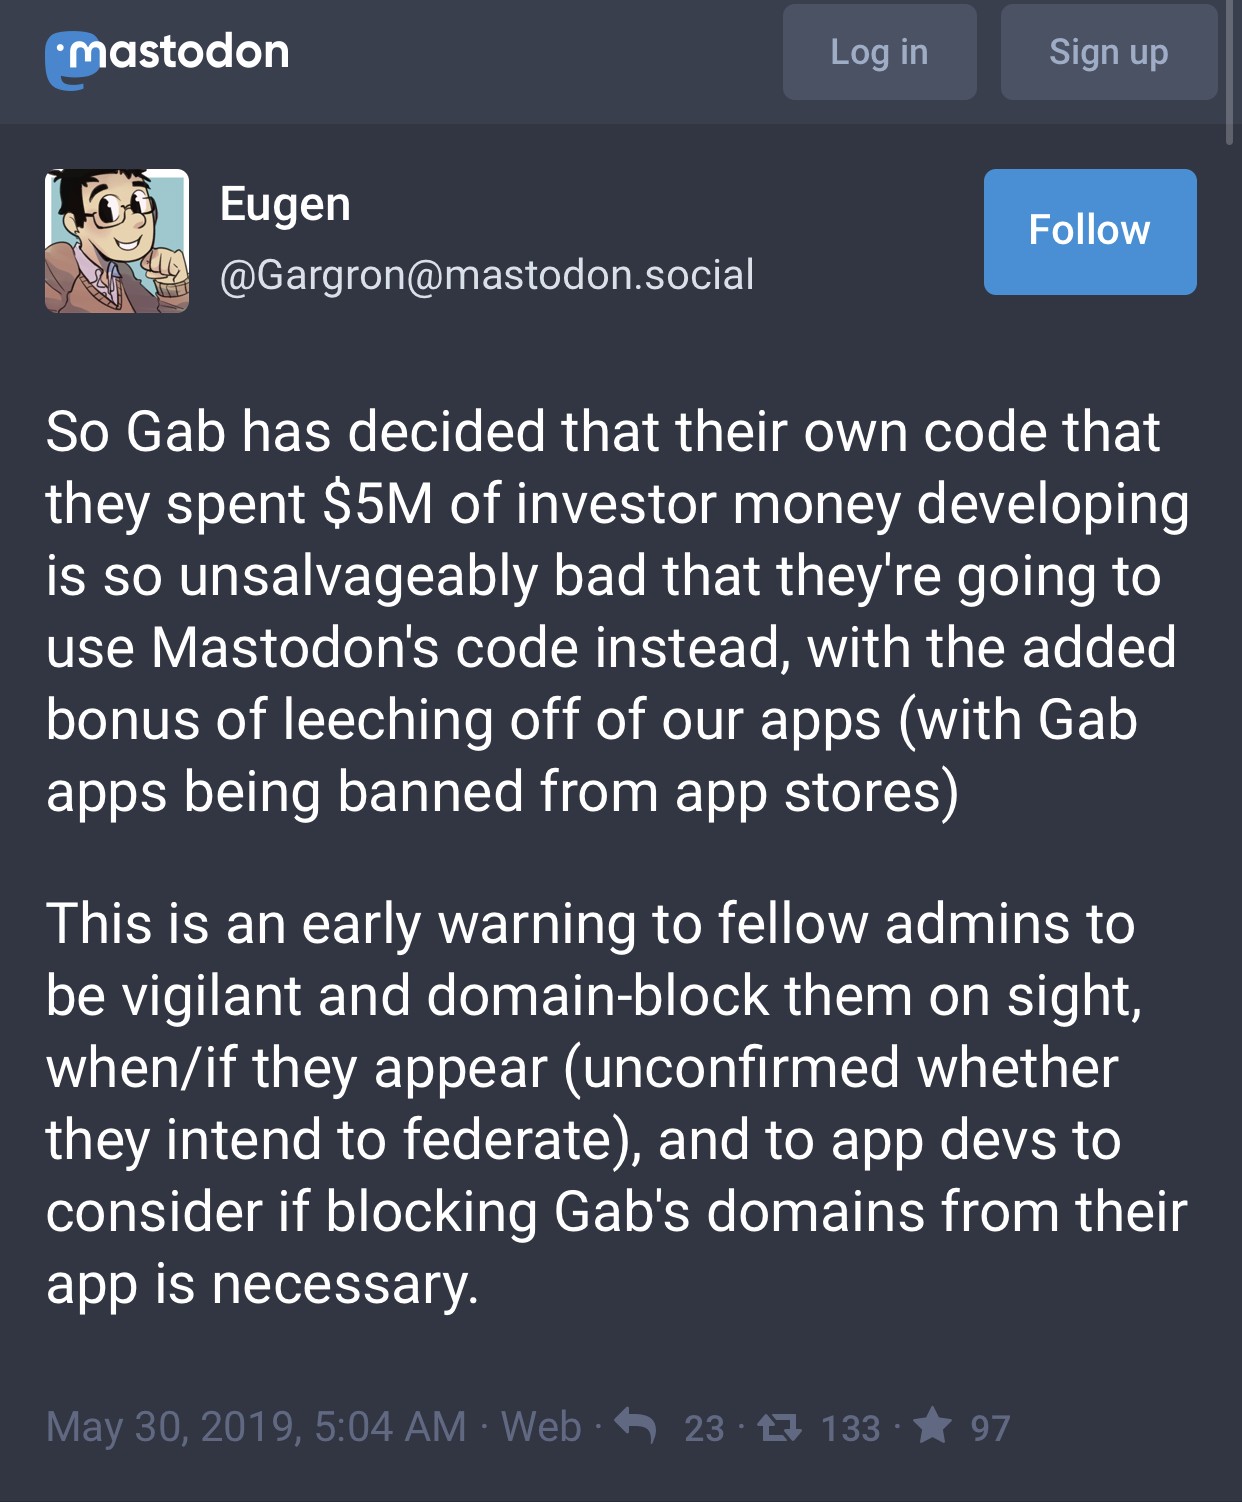 mastodon
Log in
Sign up
Eugen
@Gargron@mastodon.social
Follow
So Gab has decided that their own code that
they spent $5M of investor money developing
is so unsalvageably bad that they're going to
use Mastodon's code instead, with the added
bonus of leeching off of our apps (with Gab
apps being banned from app stores)
This is an early warning to fellow admins to
be vigilant and domain-block them on sight,
when/if they appear (unconfirmed whether
they intend to federate), and to app devs to
consider if blocking Gab's domains from their
app is necessary.
May 30, 2019, 5:04 AM · Web · 23 · 133 · 97